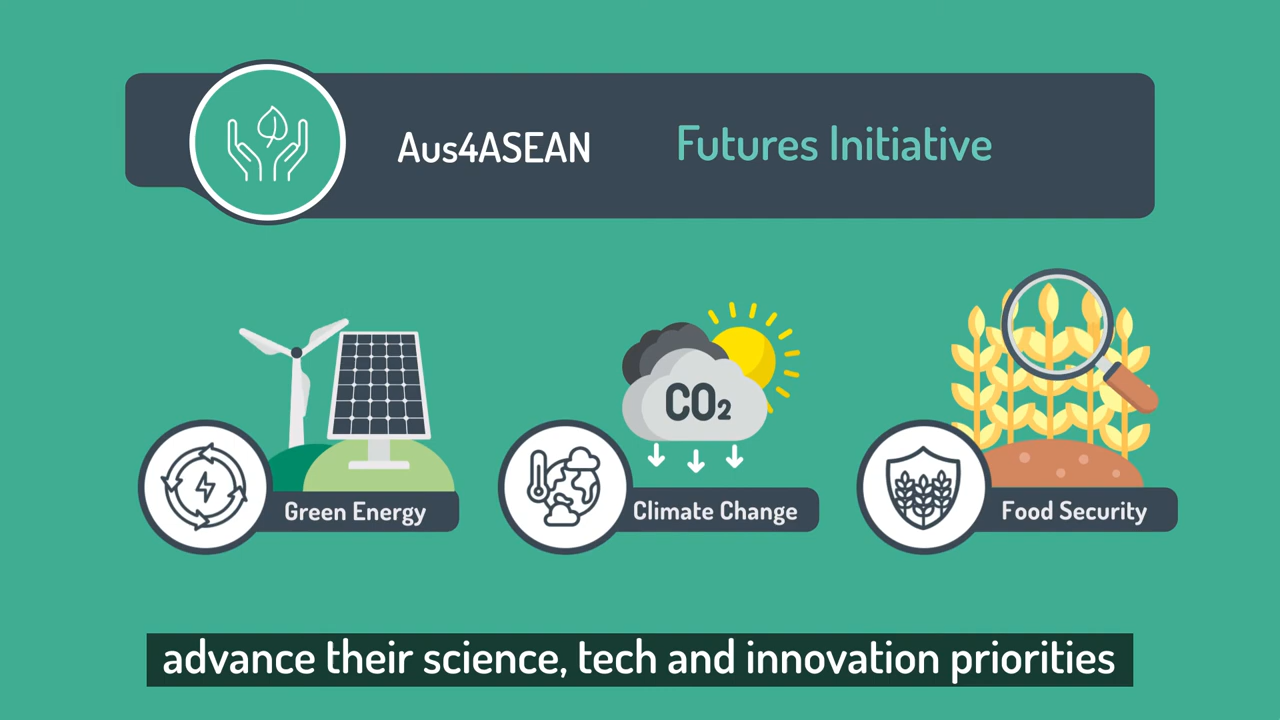 Aus4ASEAN Futures Initiative
CO₂
Green Energy
Climate Change
Food Security
advance their science, tech and innovation priorities